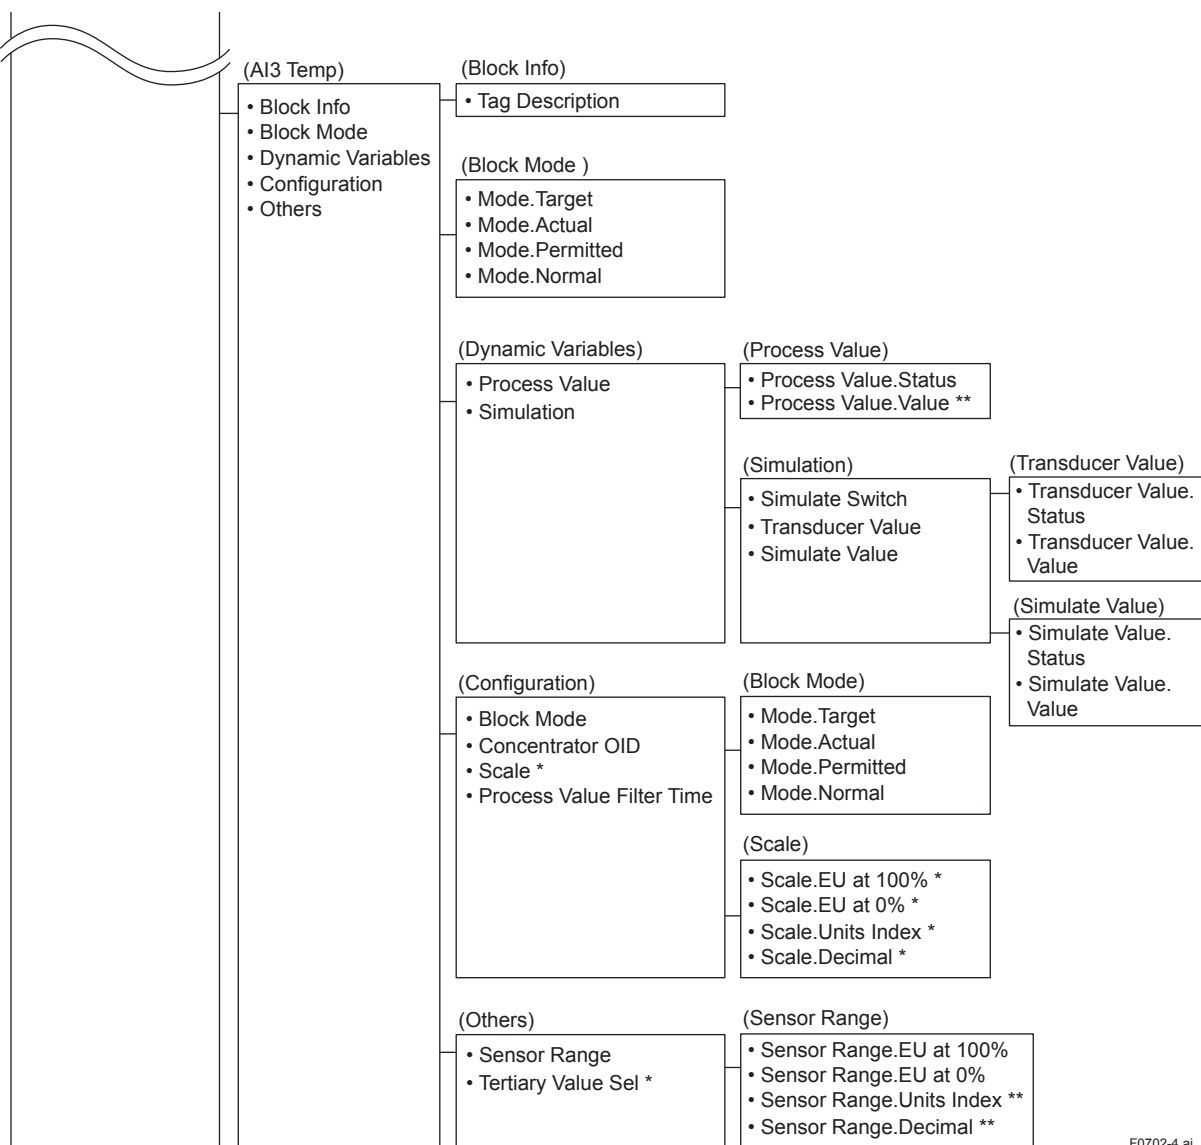 (AI3 Temp)
• Block Info
• Block Mode
• Dynamic Variables
• Configuration
• Others
(Block Info)
• Tag Description
(Block Mode )
• Mode.Target
• Mode.Actual
• Mode.Permitted
• Mode.Normal
(Dynamic Variables)
• Process Value
• Simulation
(Process Value)
• Process Value.Status
• Process Value.Value **
(Simulation)
• Simulate Switch
• Transducer Value
• Simulate Value
(Transducer Value)
• Transducer Value.
Status
• Transducer Value.
Value
(Simulate Value)
• Simulate Value.
Status
• Simulate Value.
Value
(Configuration)
• Block Mode
• Concentrator OID
• Scale *
• Process Value Filter Time
(Block Mode)
• Mode.Target
• Mode.Actual
• Mode.Permitted
• Mode.Normal
(Scale)
• Scale.EU at 100% *
• Scale.EU at 0% *
• Scale.Units Index *
• Scale.Decimal *
(Others)
• Sensor Range
• Tertiary Value Sel *
(Sensor Range)
• Sensor Range.EU at 100%
• Sensor Range.EU at 0%
• Sensor Range.Units Index **
• Sensor Range.Decimal **
F0702-4.ai